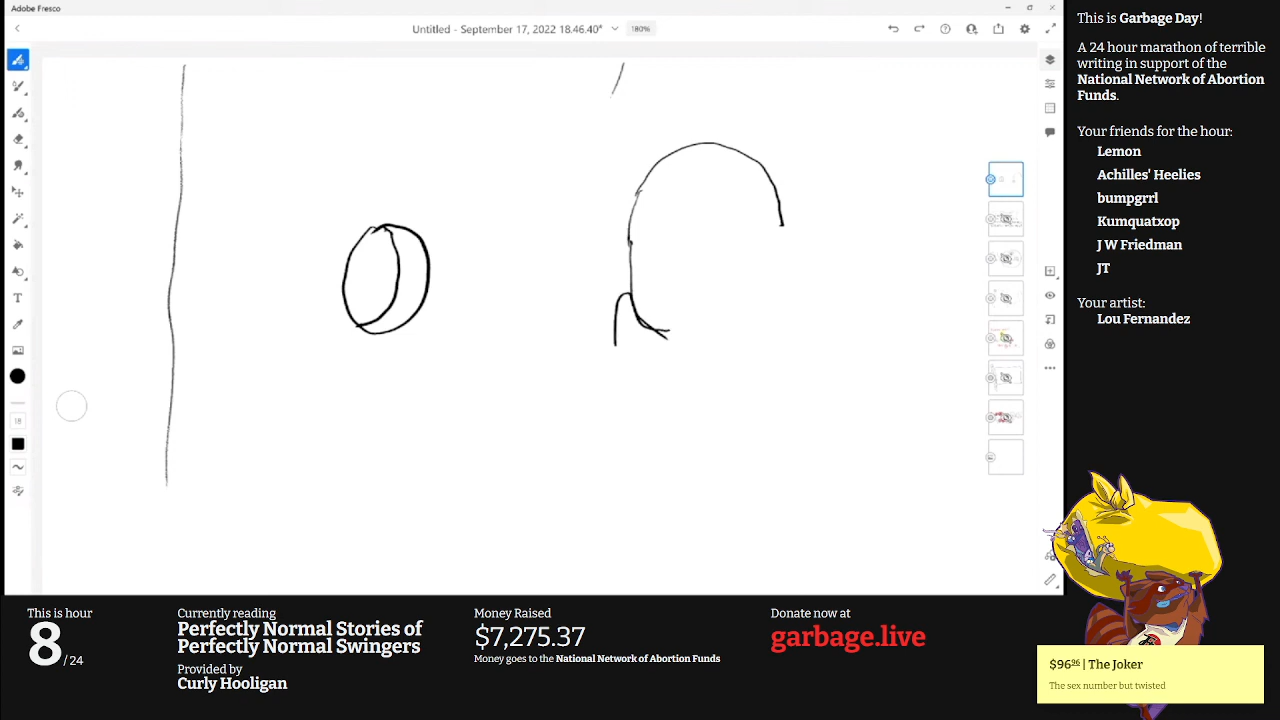 Adobe Fresco
Untitled - September 17, 2022 18.46.40*
180%
18
This is Garbage Day!
A 24 hour marathon of terrible
writing in support of the
National Network of Abortion
Funds.
Your friends for the hour:
Lemon
Achilles' Heelies
bumpgrrl
Kumquatxop
J W Friedman
JT
Your artist:
Lou Fernandez
This is hour
8/24
Currently reading
Perfectly Normal Stories of
Perfectly Normal Swingers
Provided by
Curly Hooligan
Money Raised
$7,275.37
Money goes to the National Network of Abortion Funds
Donate now at
garbage.live
$96.96 | The Joker
The sex number but twisted